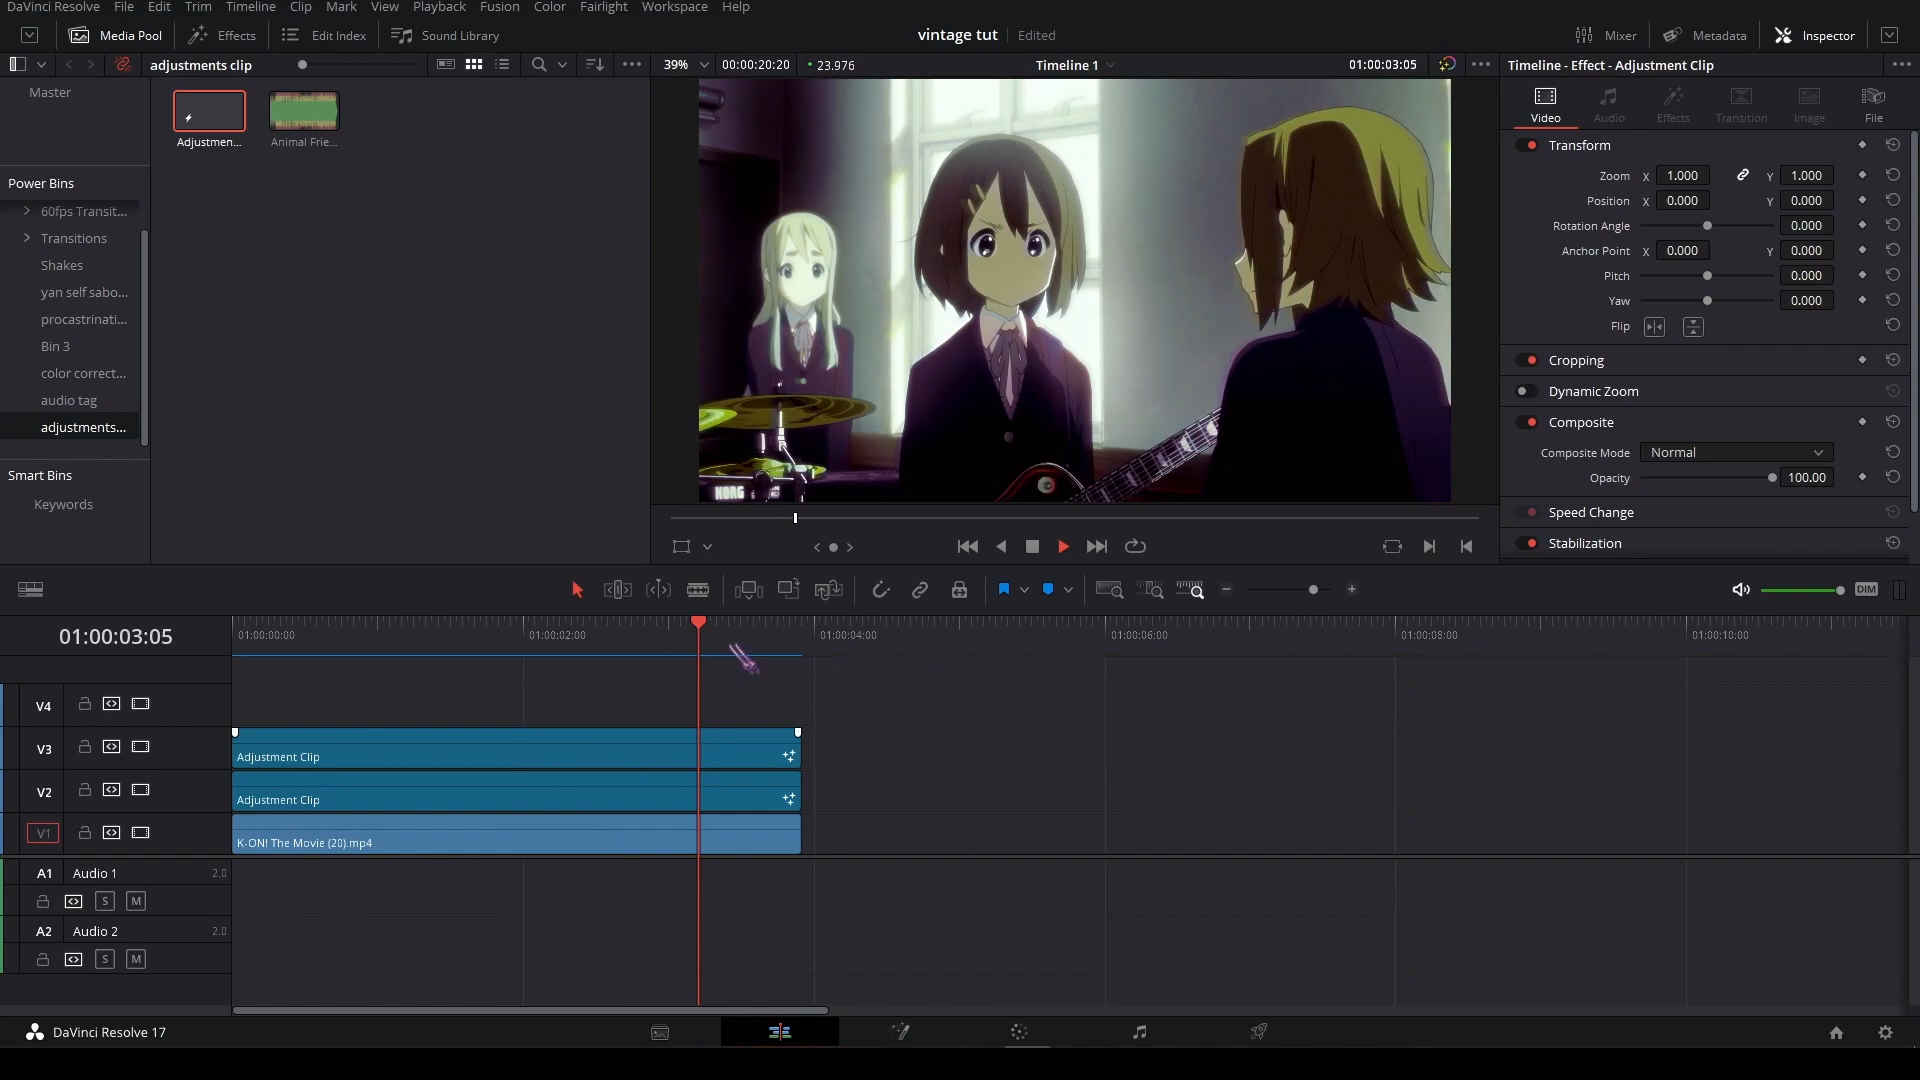 DaVinci Resolve File Edit Trim Timeline Clip Mark View Playback Fusion Color Fairlight Workspace Help
Media Pool Effects Edit Index Sound Library vintage tut Edited Mixer Metadata Inspector
adjustments clip 39% 00:00:20:20 23.976 Timeline 1 01:00:03:05 Timeline - Effect - Adjustment Clip
Master
Adjustmen... Animal Frie...
Video Audio Effects Transition Image File
Power Bins
60fps Transit...
Transitions
Shakes
yan self sabo...
procastrinati...
Bin 3
color correct...
audio tag
adjustments...
Smart Bins
Keywords
KORG
Transform
Zoom X 1.000 Y 1.000
Position X 0.000 Y 0.000
Rotation Angle 0.000
Anchor Point X 0.000 Y 0.000
Pitch 0.000
Yaw 0.000
Flip
Cropping
Dynamic Zoom
Composite
Composite Mode Normal
Opacity 100.00
Speed Change
Stabilization
DIM
01:00:03:05 01:00:00:00 01:00:02:00 01:00:04:00 01:00:06:00 01:00:08:00 01:00:10:00
V4
V3 Adjustment Clip
V2 Adjustment Clip
V1 K-ON! The Movie (20).mp4
A1 Audio 1 2.0
S M
A2 Audio 2 2.0
S M
DaVinci Resolve 17